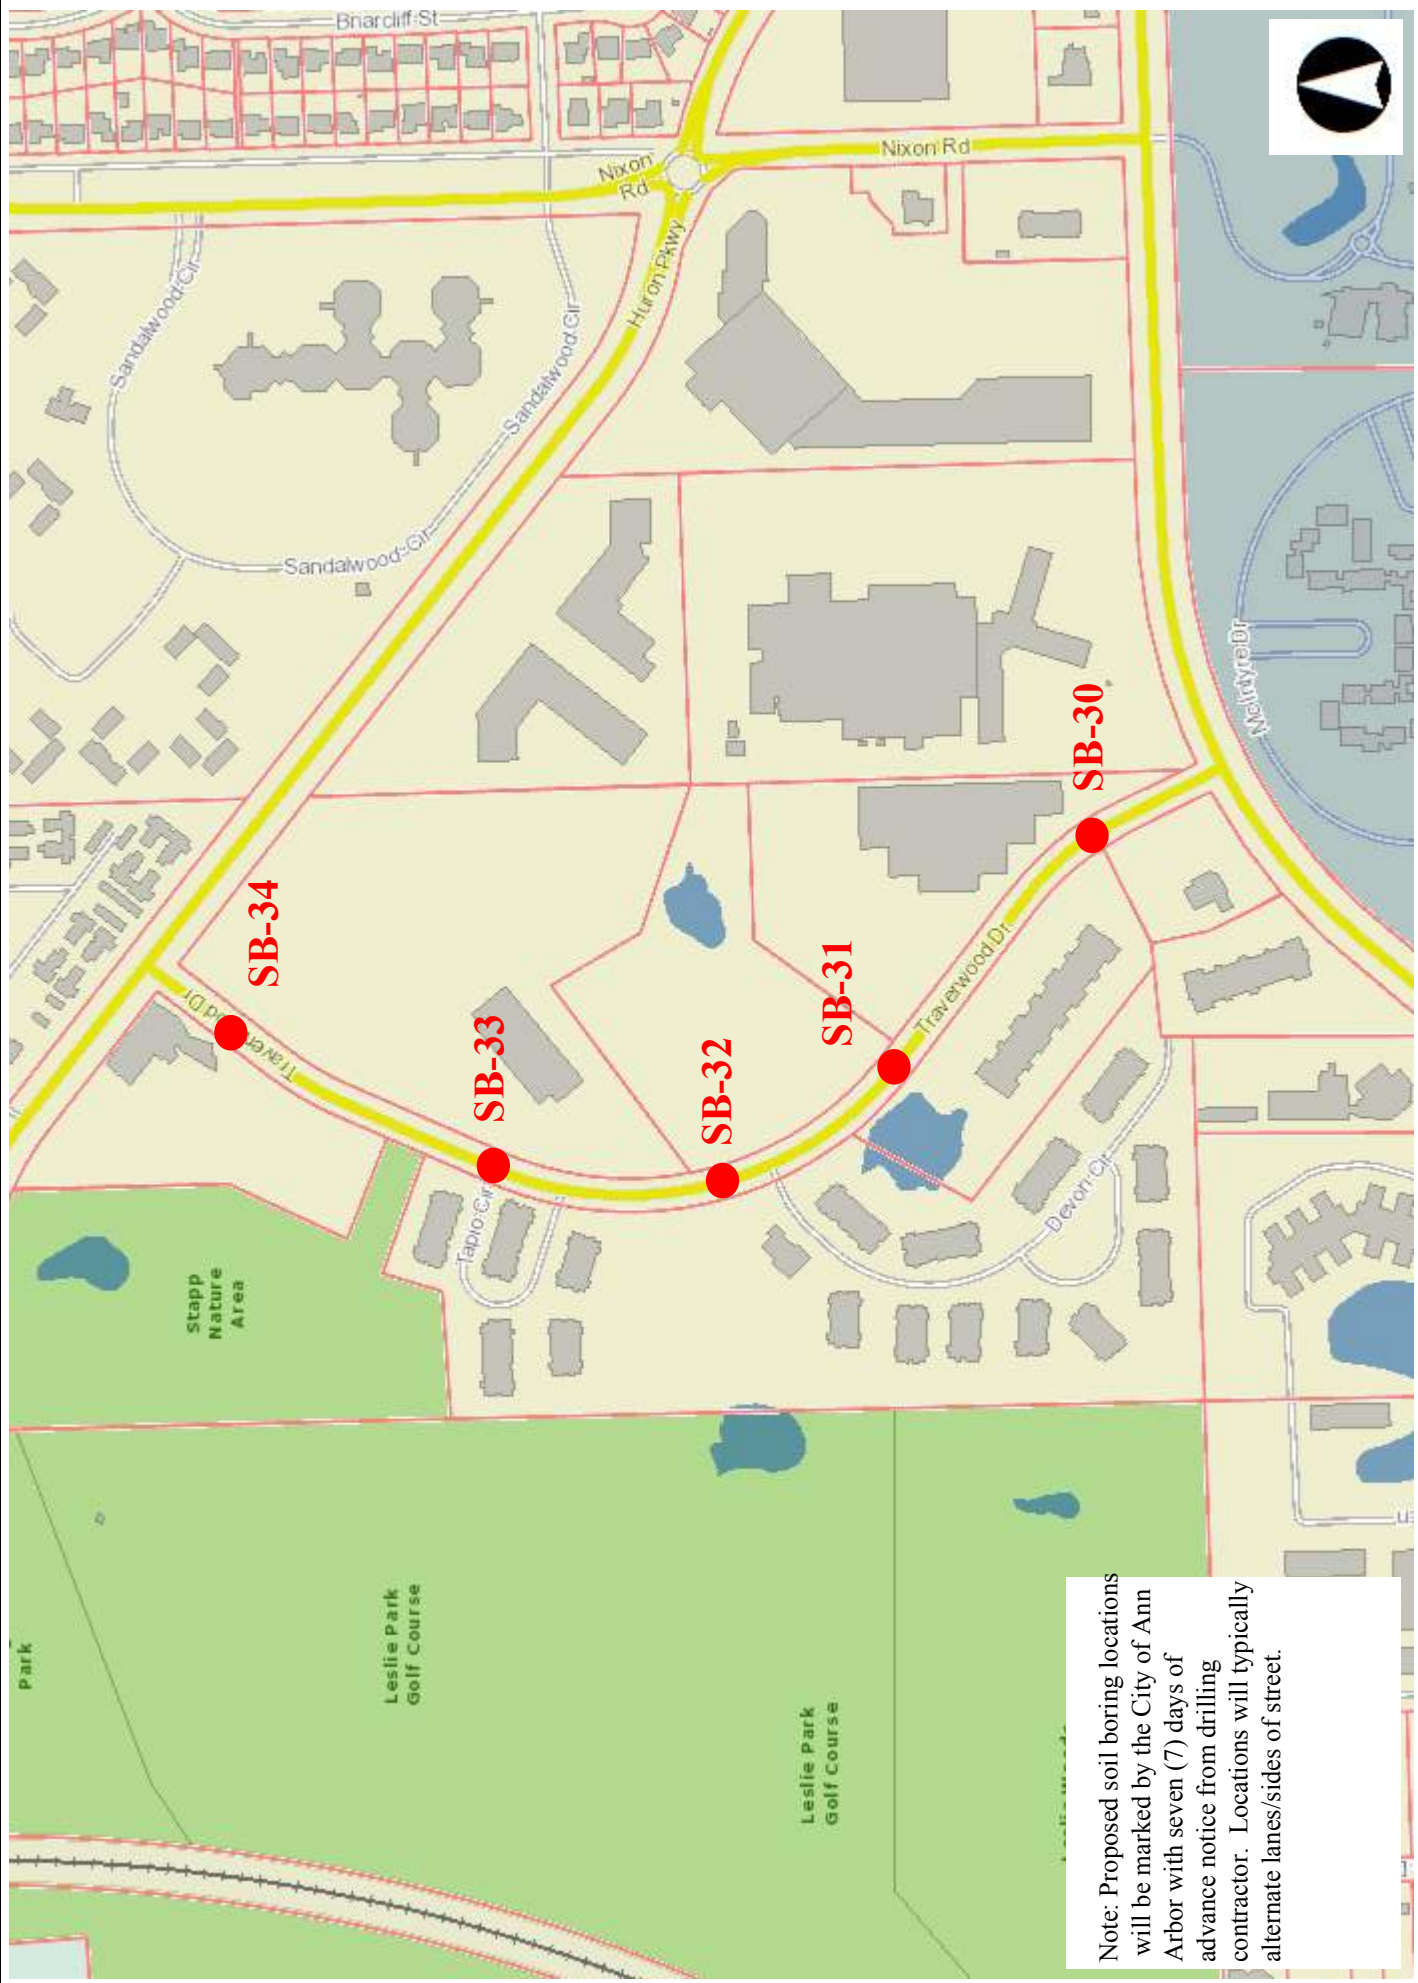 Briarcliff St
Nixon
Rd
Nixon Rd
Huron Pkwy
Sandalwood Cir
Sandalwood Cir
Sandalwood Cir
McIntyre Dr
SB-30
SB-34
SB-31
Traverwood Dr
SB-33
SB-32
Tapio Cir
Devon Cir
Stapp
Nature
Area
Park
Leslie Park
Golf Course
Leslie Park
Golf Course
Note: Proposed soil boring locations
will be marked by the City of Ann
Arbor with seven (7) days of
advance notice from drilling
contractor. Locations will typically
alternate lanes/sides of street.